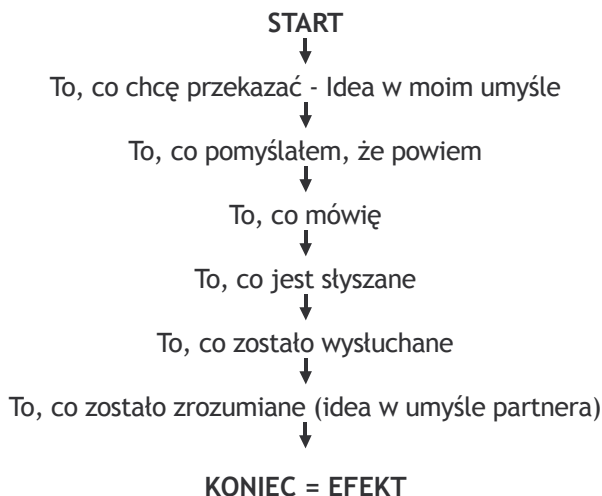 START
To, co chcę przekazać - Idea w moim umyśle
To, co pomyślałem, że powiem
To, co mówię
To, co jest słyszane
To, co zostało wysłuchane
To, co zostało zrozumiane (idea w umyśle partnera)
KONIEC = EFEKT